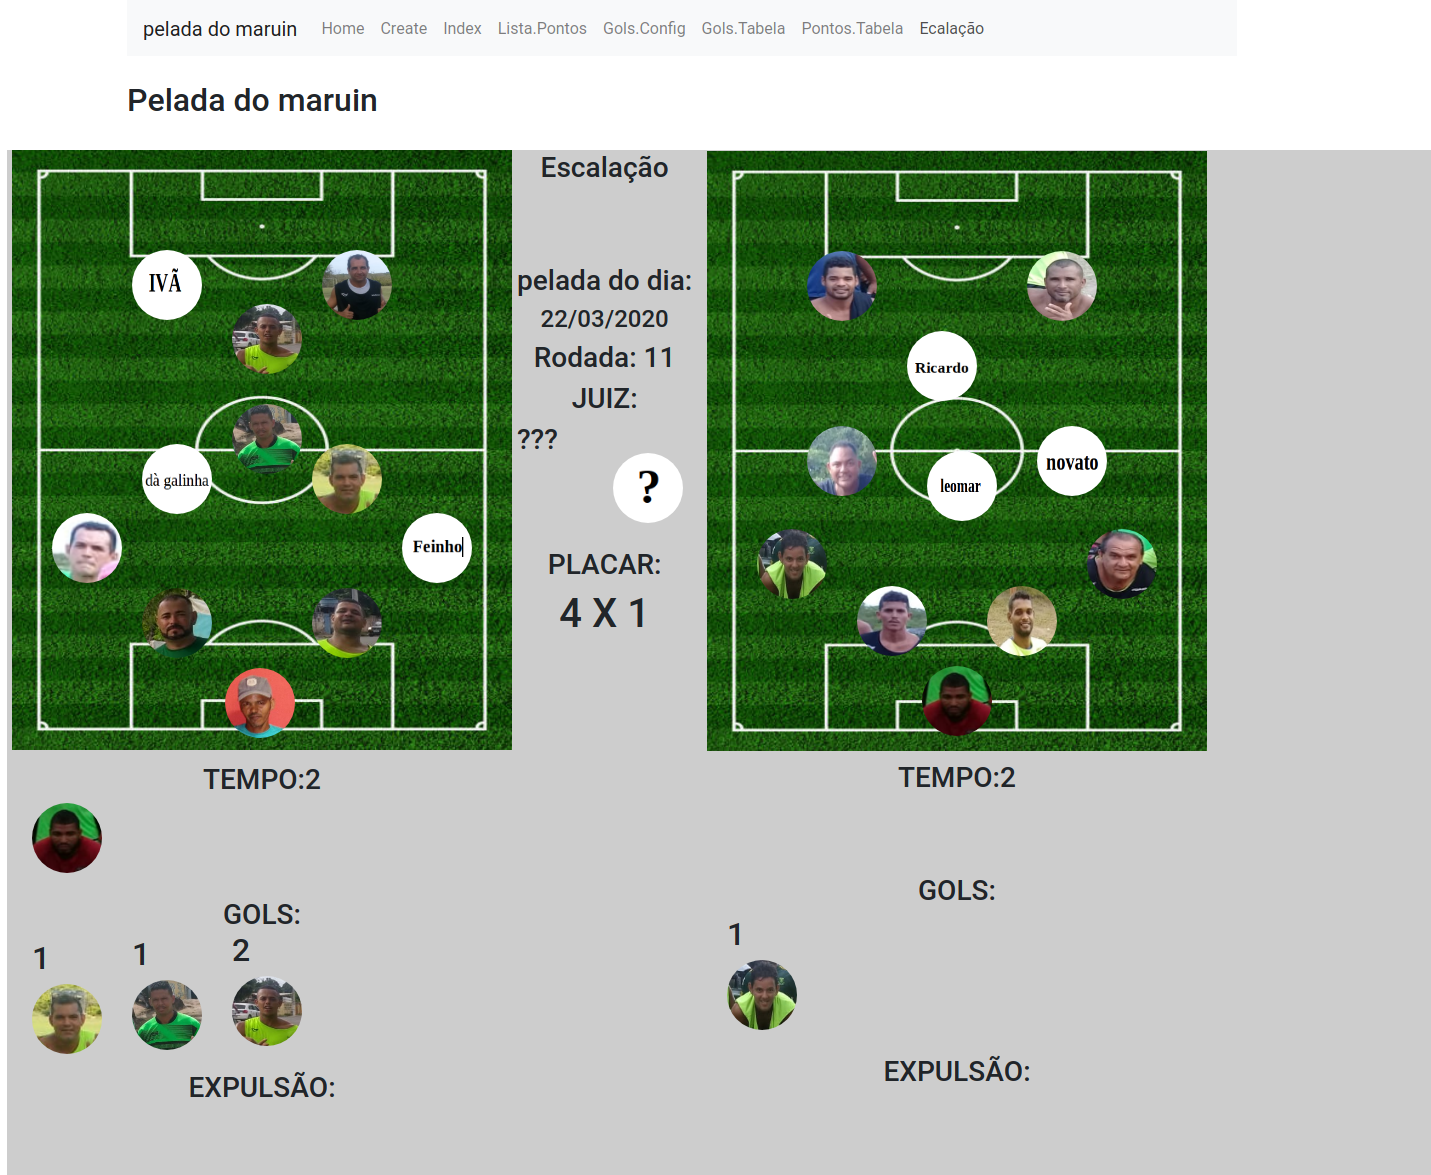 pelada do maruin Home Create Index Lista.Pontos Gols.Config Gols.Tabela Pontos.Tabela Ecalação
Pelada do maruin
Escalação
pelada do dia:
22/03/2020
Rodada: 11
JUIZ:
???
?
PLACAR:
4 X 1
IVÃ
dà galinha
Feinho
Ricardo
novato
leomar
TEMPO:2
GOLS:
1 1 2
EXPULSÃO:
TEMPO:2
GOLS:
1
EXPULSÃO: